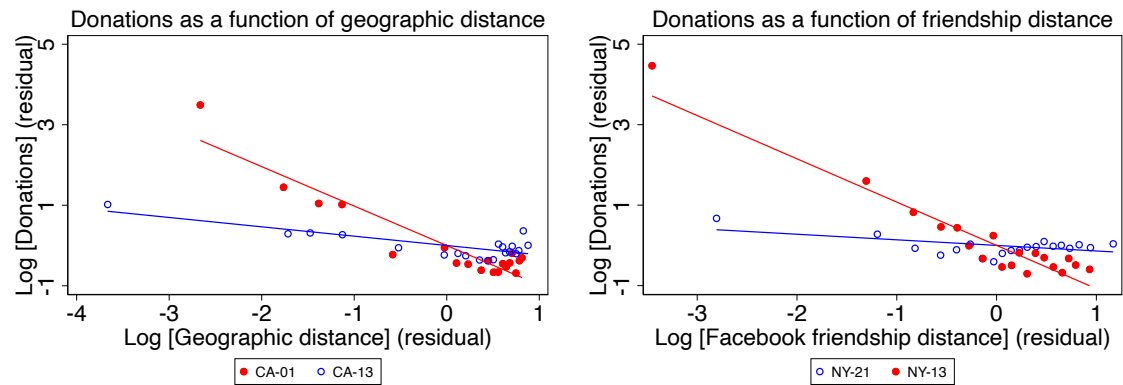 Donations as a function of geographic distance
Log [Donations] (residual)
5
3
1
-1
-4
-3
-2
-1
0
1
Log [Geographic distance] (residual)
CA-01
CA-13
Donations as a function of friendship distance
Log [Donations] (residual)
5
3
1
-1
-3
-2
-1
0
1
Log [Facebook friendship distance] (residual)
NY-21
NY-13